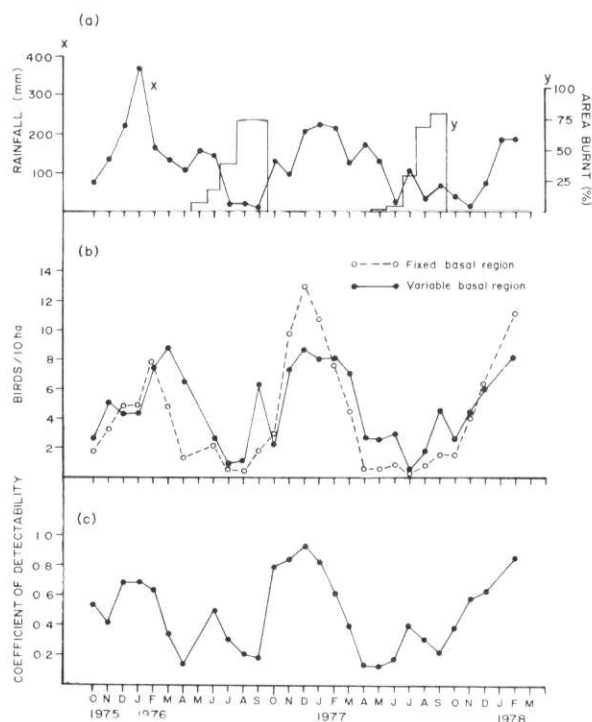 (a)
x
y
400
300
200
100
RAINFALL (mm)
x
y
100
75
50
25
AREA BURNT (%)
(b)
o---o Fixed basal region
●—● Variable basal region
14
12
10
8
6
4
2
BIRDS/10 ha
(c)
1·0
0·8
0·6
0·4
0·2
COEFFICIENT OF DETECTABILITY
O N D J F M A M J J A S O N D J F M A M J J A S O N D J F M
1975 1976 1977 1978